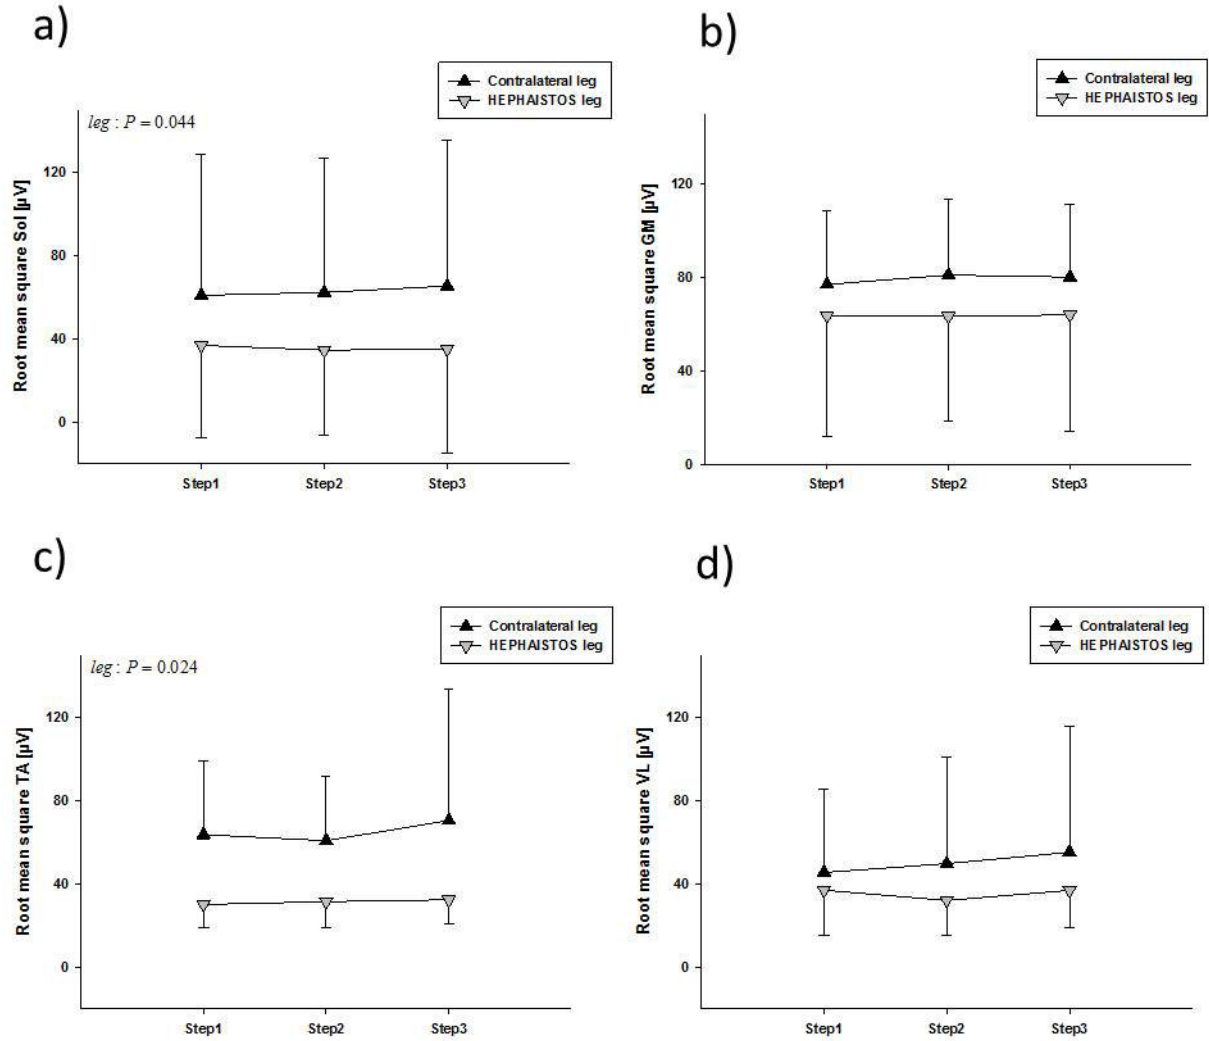 a)
Contralateral leg
HEPHAISTOS leg
leg : P = 0.044
Root mean square Sol [µV]
120
80
40
0
Step1 Step2 Step3
b)
Contralateral leg
HEPHAISTOS leg
Root mean square GM [µV]
120
80
40
0
Step1 Step2 Step3
c)
Contralateral leg
HEPHAISTOS leg
leg : P = 0.024
Root mean square TA [µV]
120
80
40
0
Step1 Step2 Step3
d)
Contralateral leg
HEPHAISTOS leg
Root mean square VL [µV]
120
80
40
0
Step1 Step2 Step3